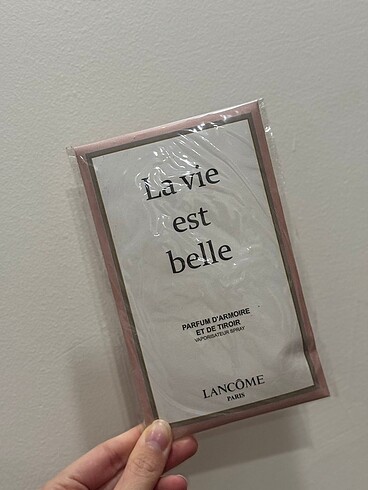 La vie
est
belle
PARFUM D'ARMOIRE
ET DE TIROIR
VAPORISATEUR SPRAY
LANCÔME
PARIS